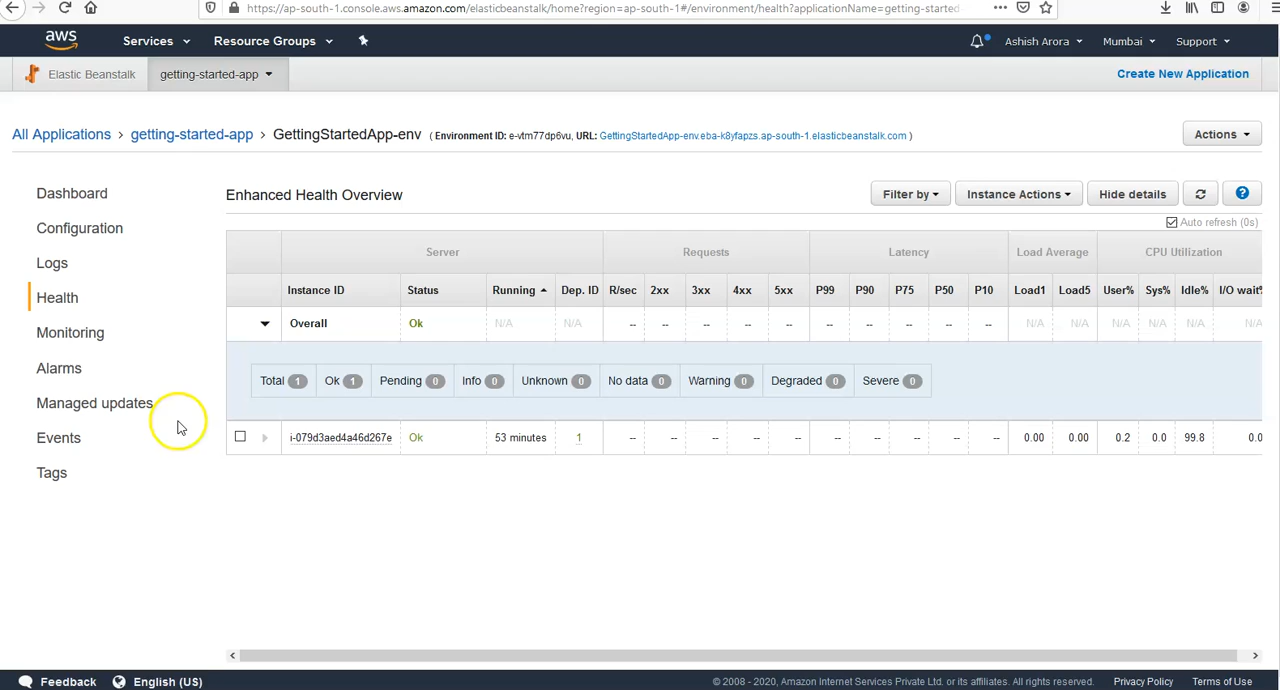 https://ap-south-1.console.aws.amazon.com/elasticbeanstalk/home?region=ap-south-1#/environment/health?applicationName=getting-started-
aws Services Resource Groups Ashish Arora Mumbai Support
Elastic Beanstalk getting-started-app Create New Application
All Applications > getting-started-app > GettingStartedApp-env ( Environment ID: e-vtm77dp6vu, URL: GettingStartedApp-env.eba-k8yfapzs.ap-south-1.elasticbeanstalk.com ) Actions
Dashboard
Configuration
Logs
Health
Monitoring
Alarms
Managed updates
Events
Tags
Enhanced Health Overview Filter by Instance Actions Hide details ?
Auto refresh (0s)
Server Requests Latency Load Average CPU Utilization
Instance ID Status Running Dep. ID R/sec 2xx 3xx 4xx 5xx P99 P90 P75 P50 P10 Load1 Load5 User% Sys% Idle% I/O wait%
Overall Ok N/A N/A -- -- -- -- -- -- -- -- -- -- N/A N/A N/A N/A N/A N/A
Total 1 Ok 1 Pending 0 Info 0 Unknown 0 No data 0 Warning 0 Degraded 0 Severe 0
i-079d3aed4a46d267e Ok 53 minutes 1 -- -- -- -- -- -- -- -- -- -- 0.00 0.00 0.2 0.0 99.8 0.0
Feedback English (US) © 2008 - 2020, Amazon Internet Services Private Ltd. or its affiliates. All rights reserved. Privacy Policy Terms of Use